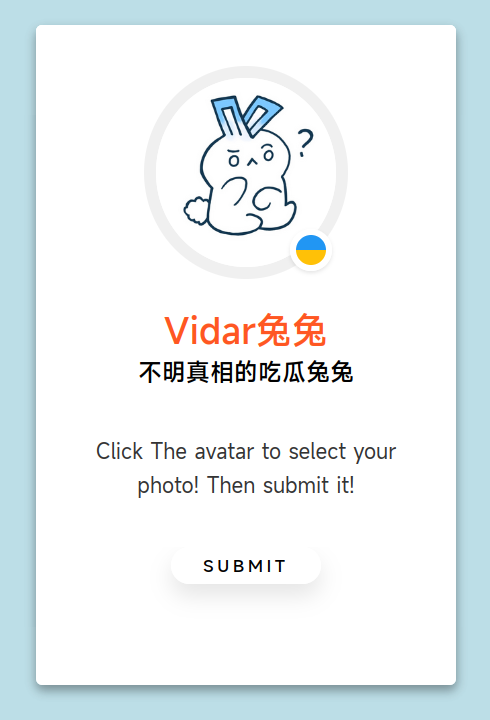 ?
Vidar兔兔
不明真相的吃瓜兔兔
Click The avatar to select your
photo! Then submit it!
SUBMIT